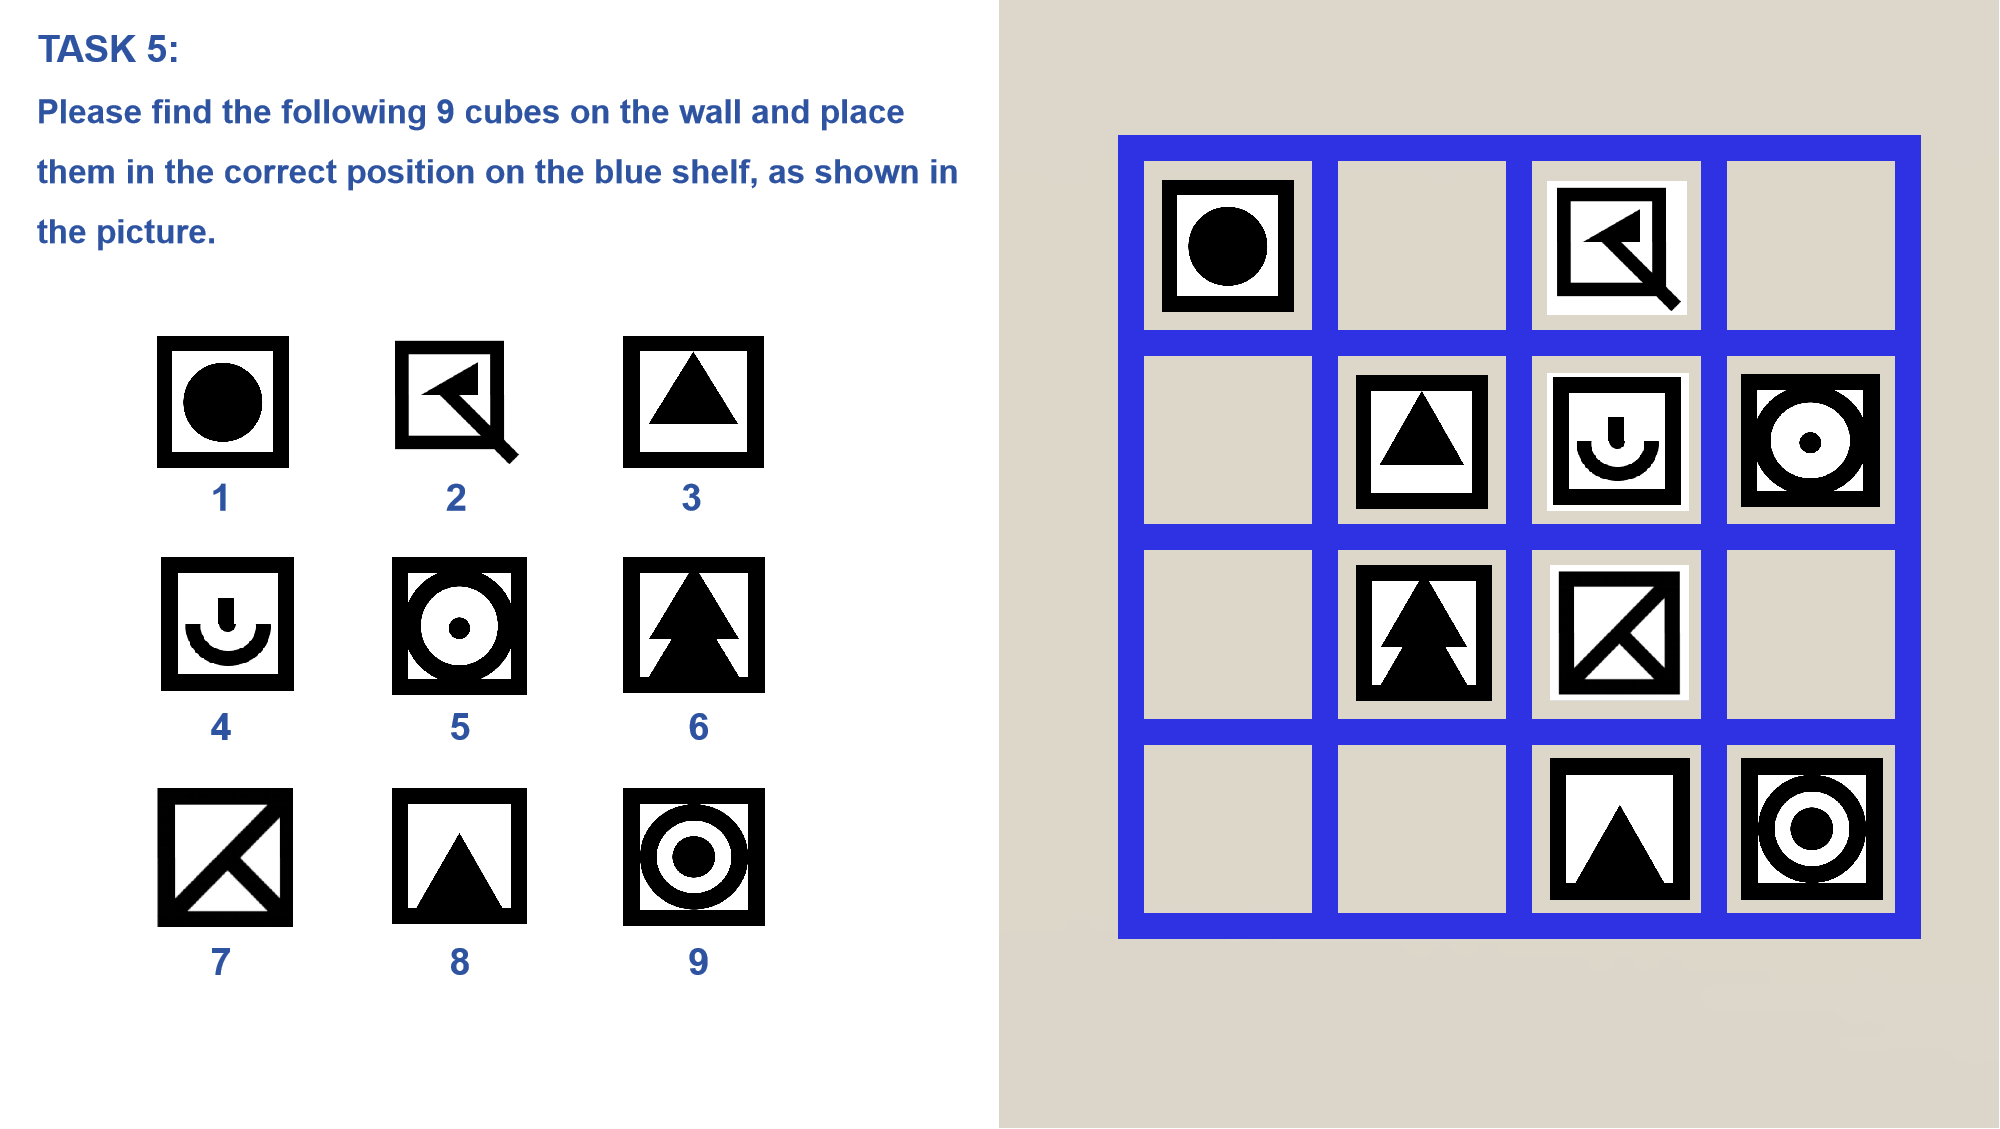 TASK 5:
Please find the following 9 cubes on the wall and place
them in the correct position on the blue shelf, as shown in
the picture.
1 2 3
4 5 6
7 8 9